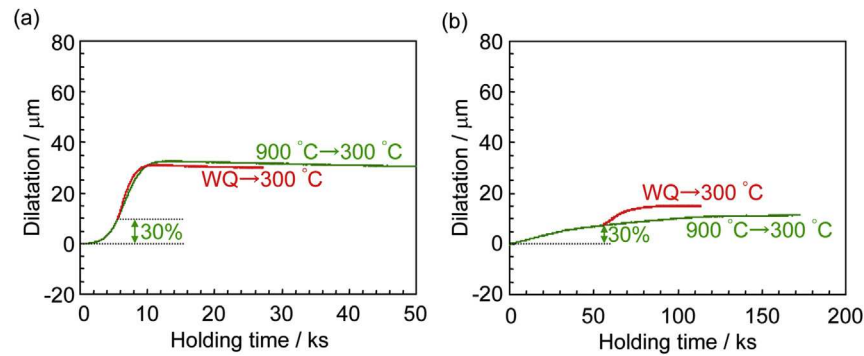 (a)
80
60
40
20
0
-20
Dilatation / μm
900 °C→300 °C
WQ→300 °C
30%
0 10 20 30 40 50
Holding time / ks
(b)
80
60
40
20
0
-20
Dilatation / μm
WQ→300 °C
30%
900 °C→300 °C
0 50 100 150 200
Holding time / ks